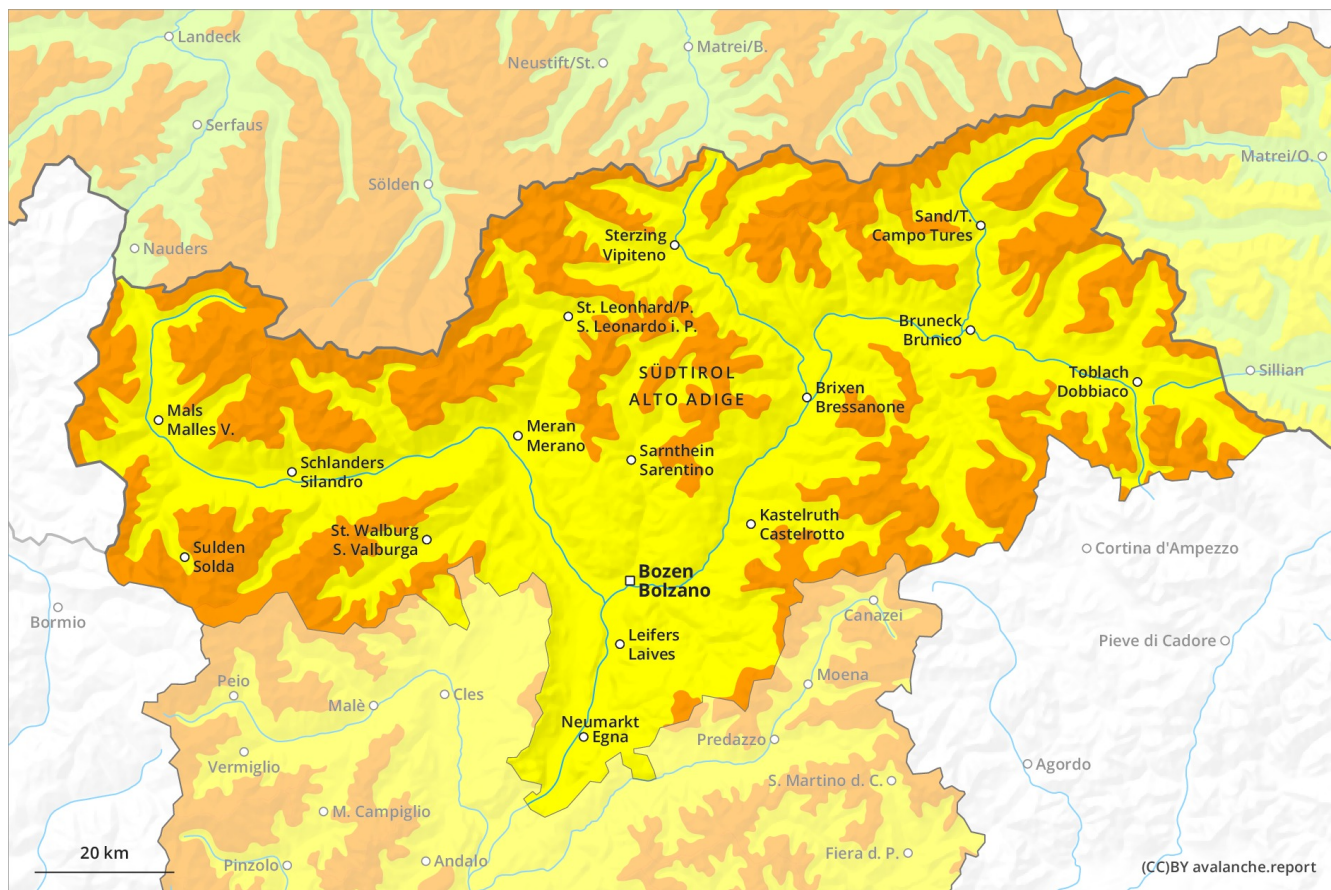 Landeck
Matrei/B.
Neustift/St.
Serfaus
Matrei/O.
Sölden
Sand/T.
Campo Tures
Sterzing
Vipiteno
Nauders
St. Leonhard/P.
S. Leonardo i. P.
Bruneck
Brunico
SÜDTIROL
ALTO ADIGE
Toblach
Dobbiaco
Sillian
Brixen
Bressanone
Mals
Malles V.
Meran
Merano
Sarnthein
Sarentino
Schlanders
Silandro
Kastelruth
Castelrotto
St. Walburg
S. Valburga
Sulden
Solda
Cortina d'Ampezzo
Bozen
Bolzano
Bormio
Canazei
Leifers
Laives
Pieve di Cadore
Peio
Moena
Cles
Malè
Neumarkt
Egna
Predazzo
Vermiglio
Agordo
S. Martino d. C.
M. Campiglio
20 km
Pinzolo
Andalo
Fiera d. P.
(CC)BY avalanche.report